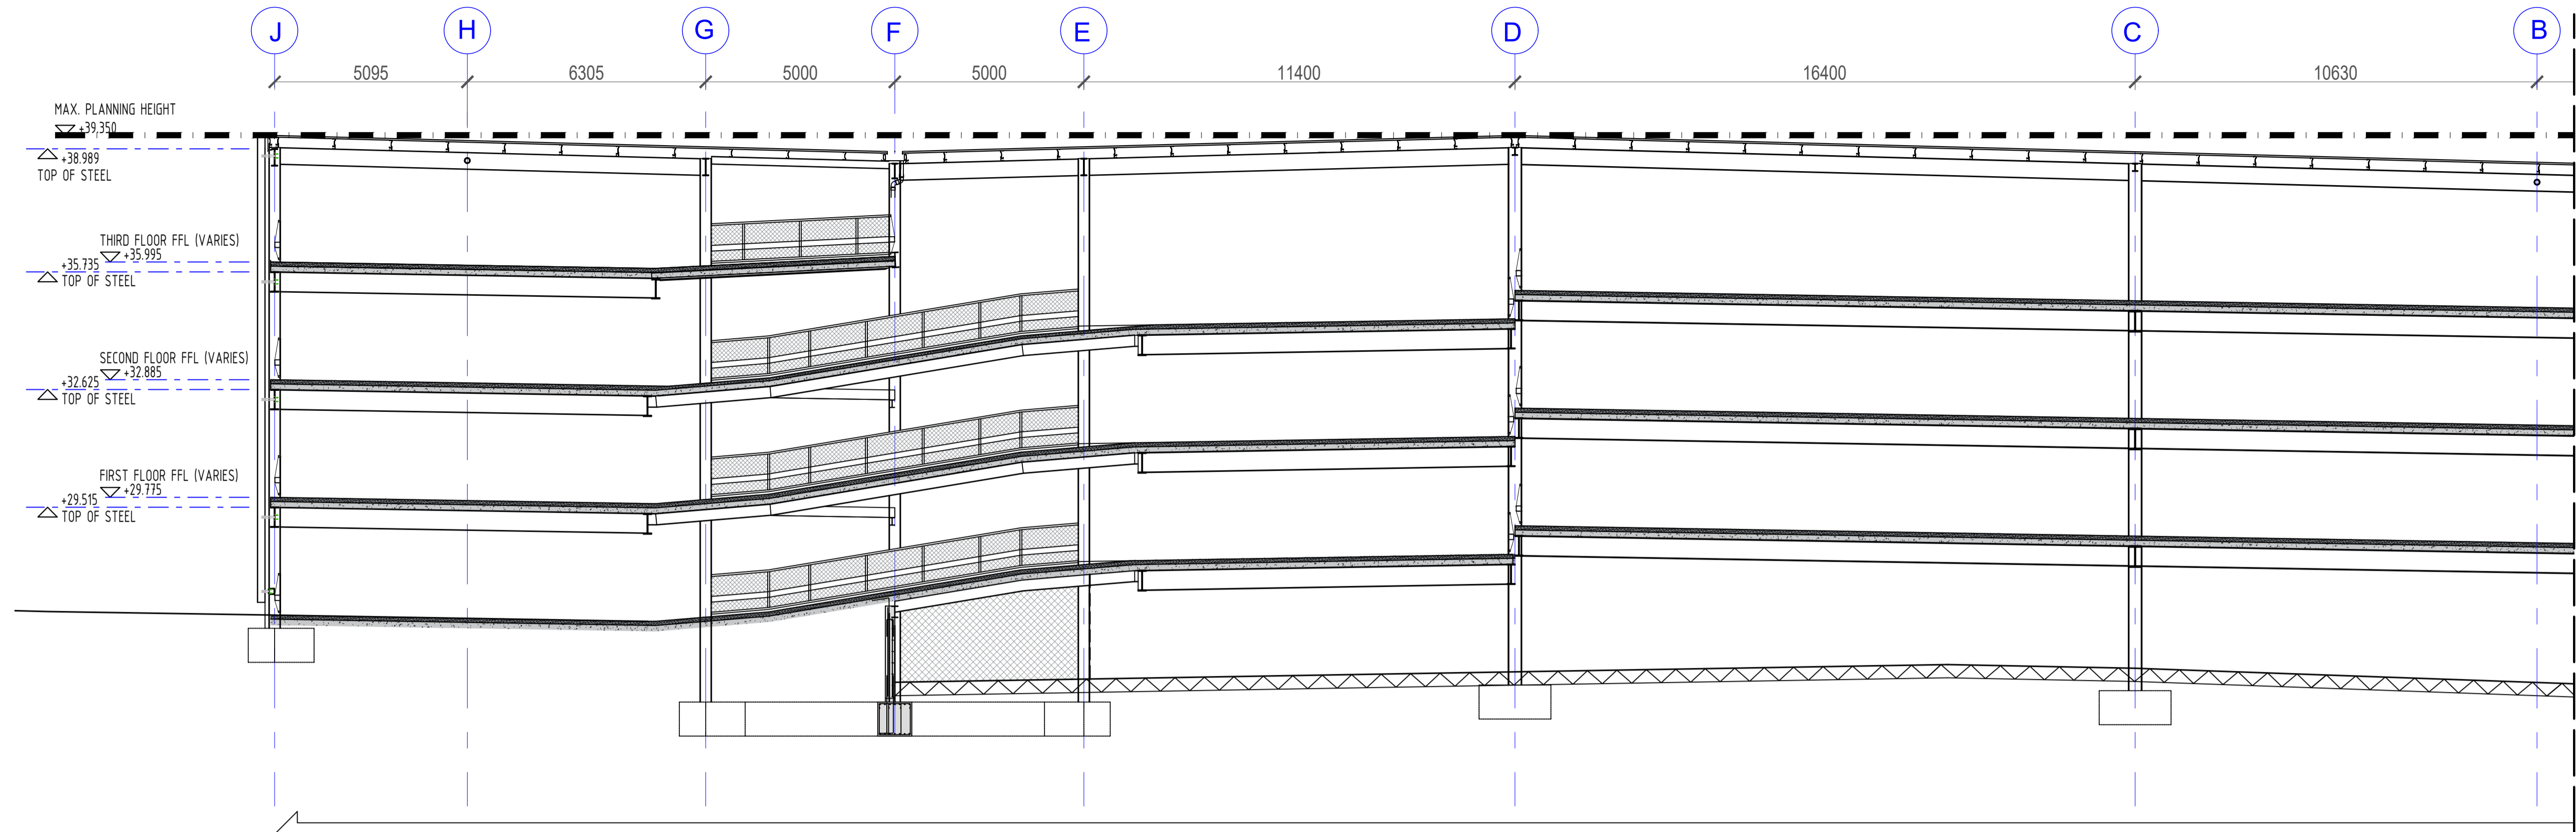 J H G F E D C B
5095 6305 5000 5000 11400 16400 10630
MAX. PLANNING HEIGHT
+39,350
+38.989
TOP OF STEEL
THIRD FLOOR FFL (VARIES)
+35.995
+35.735
TOP OF STEEL
SECOND FLOOR FFL (VARIES)
+32.885
+32.625
TOP OF STEEL
FIRST FLOOR FFL (VARIES)
+29.775
+29.515
TOP OF STEEL